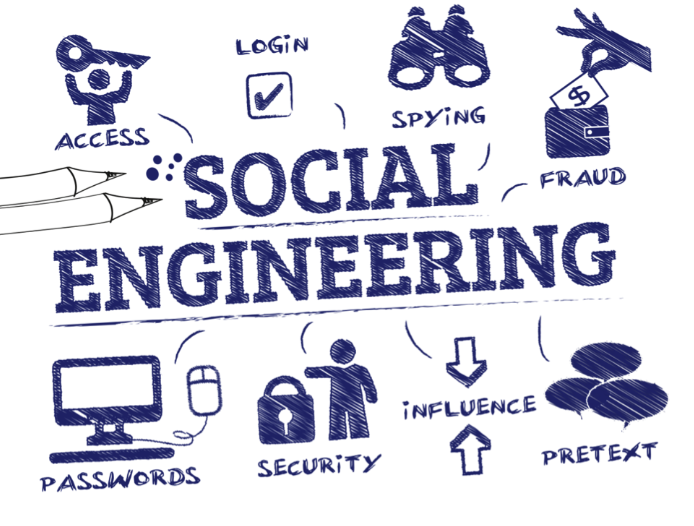 LOGIN
ACCESS
SPYING
$
FRAUD
SOCIAL
ENGINEERING
PASSWORDS
SECURITY
INFLUENCE
PRETEXT